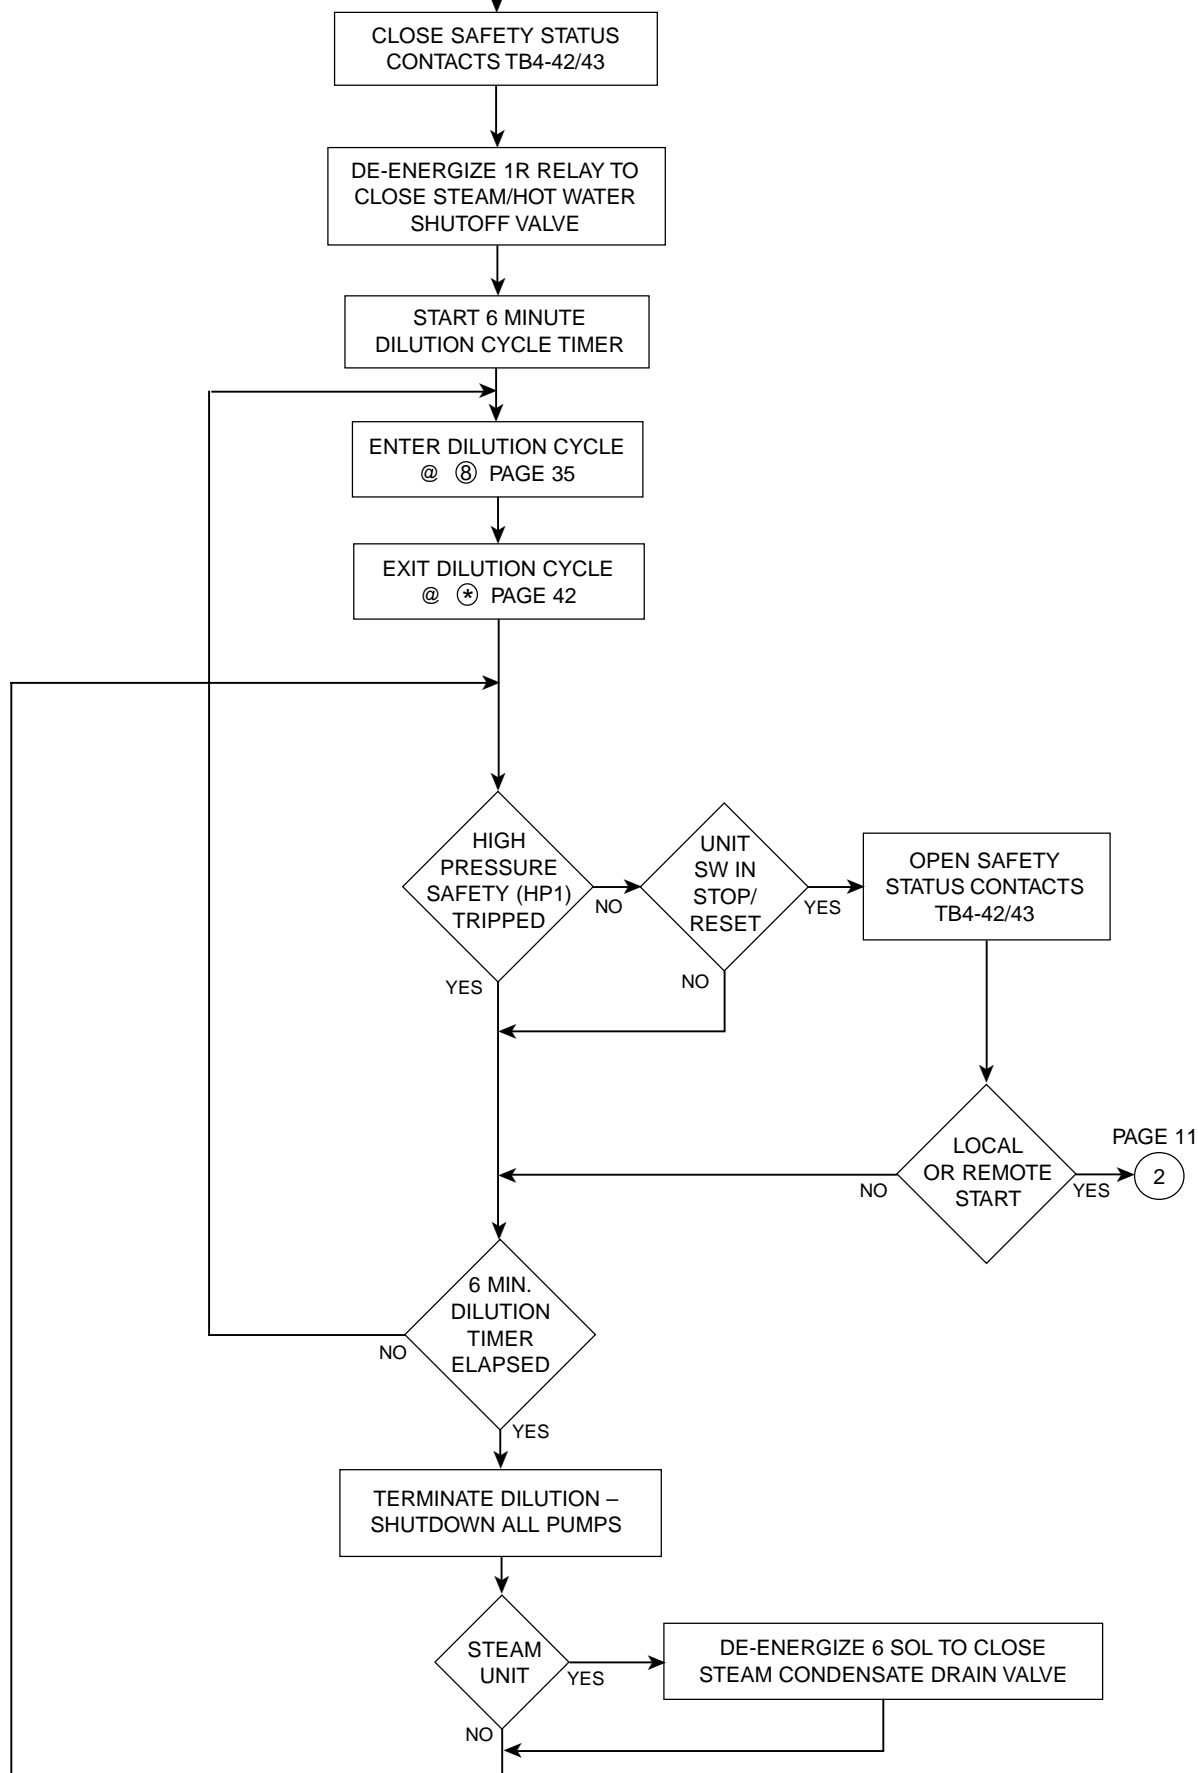 CLOSE SAFETY STATUS
CONTACTS TB4-42/43
DE-ENERGIZE 1R RELAY TO
CLOSE STEAM/HOT WATER
SHUTOFF VALVE
START 6 MINUTE
DILUTION CYCLE TIMER
ENTER DILUTION CYCLE
@ ⑧ PAGE 35
EXIT DILUTION CYCLE
@ ⊛ PAGE 42
HIGH
PRESSURE
SAFETY (HP1)
TRIPPED
NO
YES
UNIT
SW IN
STOP/
RESET
YES
NO
OPEN SAFETY
STATUS CONTACTS
TB4-42/43
LOCAL
OR REMOTE
START
NO
YES
PAGE 11
2
6 MIN.
DILUTION
TIMER
ELAPSED
NO
YES
TERMINATE DILUTION –
SHUTDOWN ALL PUMPS
STEAM
UNIT
YES
NO
DE-ENERGIZE 6 SOL TO CLOSE
STEAM CONDENSATE DRAIN VALVE